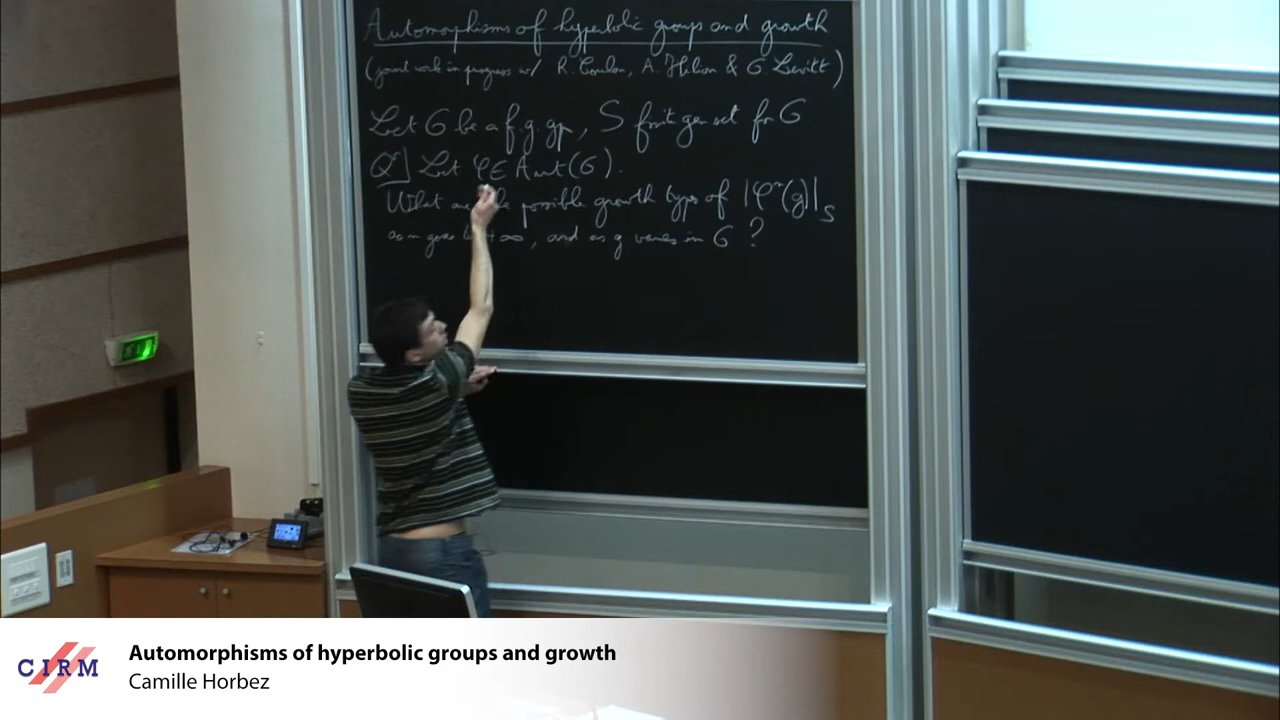 Automorphisms of hyperbolic groups and growth
(joint work in progress w/ R. Coulon, A. Hilion & G. Levitt)
Let G be a f.g. gp, S finite gen set for G.
Qº] Let φ ∈ Aut(G).
What are the possible growth types of |φⁿ(g)|_S
as n goes to +∞, and as g varies in G ?
CIRM
Automorphisms of hyperbolic groups and growth
Camille Horbez